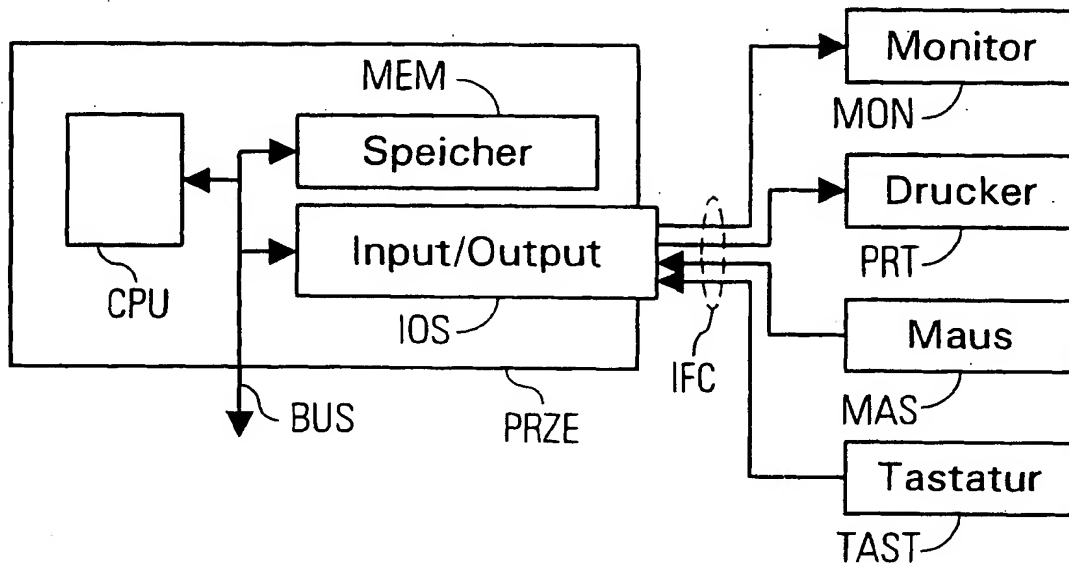 Monitor
MON
MEM
Speicher
Drucker
PRT
CPU
Input/Output
IOS
IFC
Maus
MAS
BUS
PRZE
Tastatur
TAST